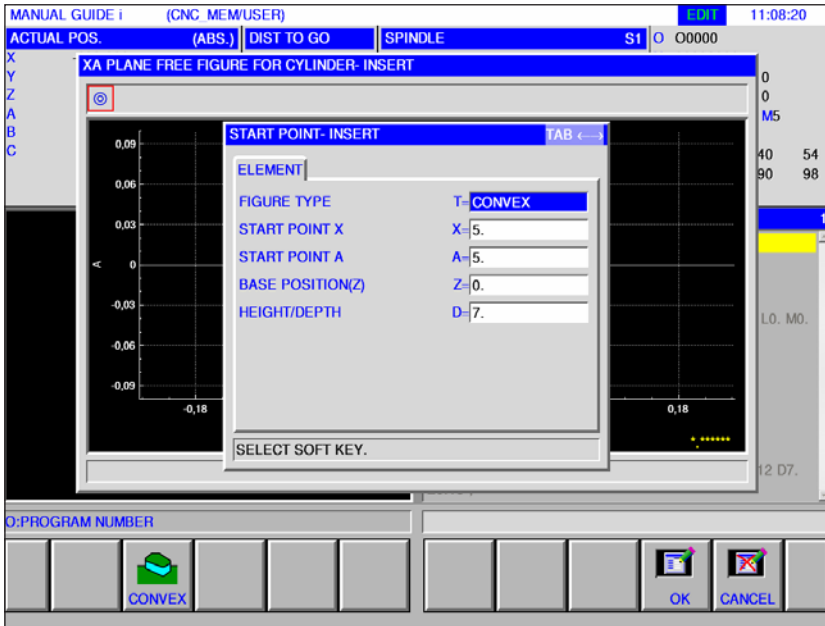 MANUAL GUIDE i (CNC_MEM/USER) EDIT 11:08:20
ACTUAL POS. (ABS.) DIST TO GO SPINDLE S1 O O0000
X
Y
Z
A
B
C
0
0
M5
40 54
90 98
1
L0. M0.
12 D7.
XA PLANE FREE FIGURE FOR CYLINDER- INSERT
0,09
0,06
0,03
0
-0,03
-0,06
-0,09
A
-0,18
0,18
*.******
START POINT- INSERT TAB ←→
ELEMENT
FIGURE TYPE T=CONVEX
START POINT X X=5.
START POINT A A=5.
BASE POSITION(Z) Z=0.
HEIGHT/DEPTH D=7.
SELECT SOFT KEY.
O:PROGRAM NUMBER
CONVEX OK CANCEL